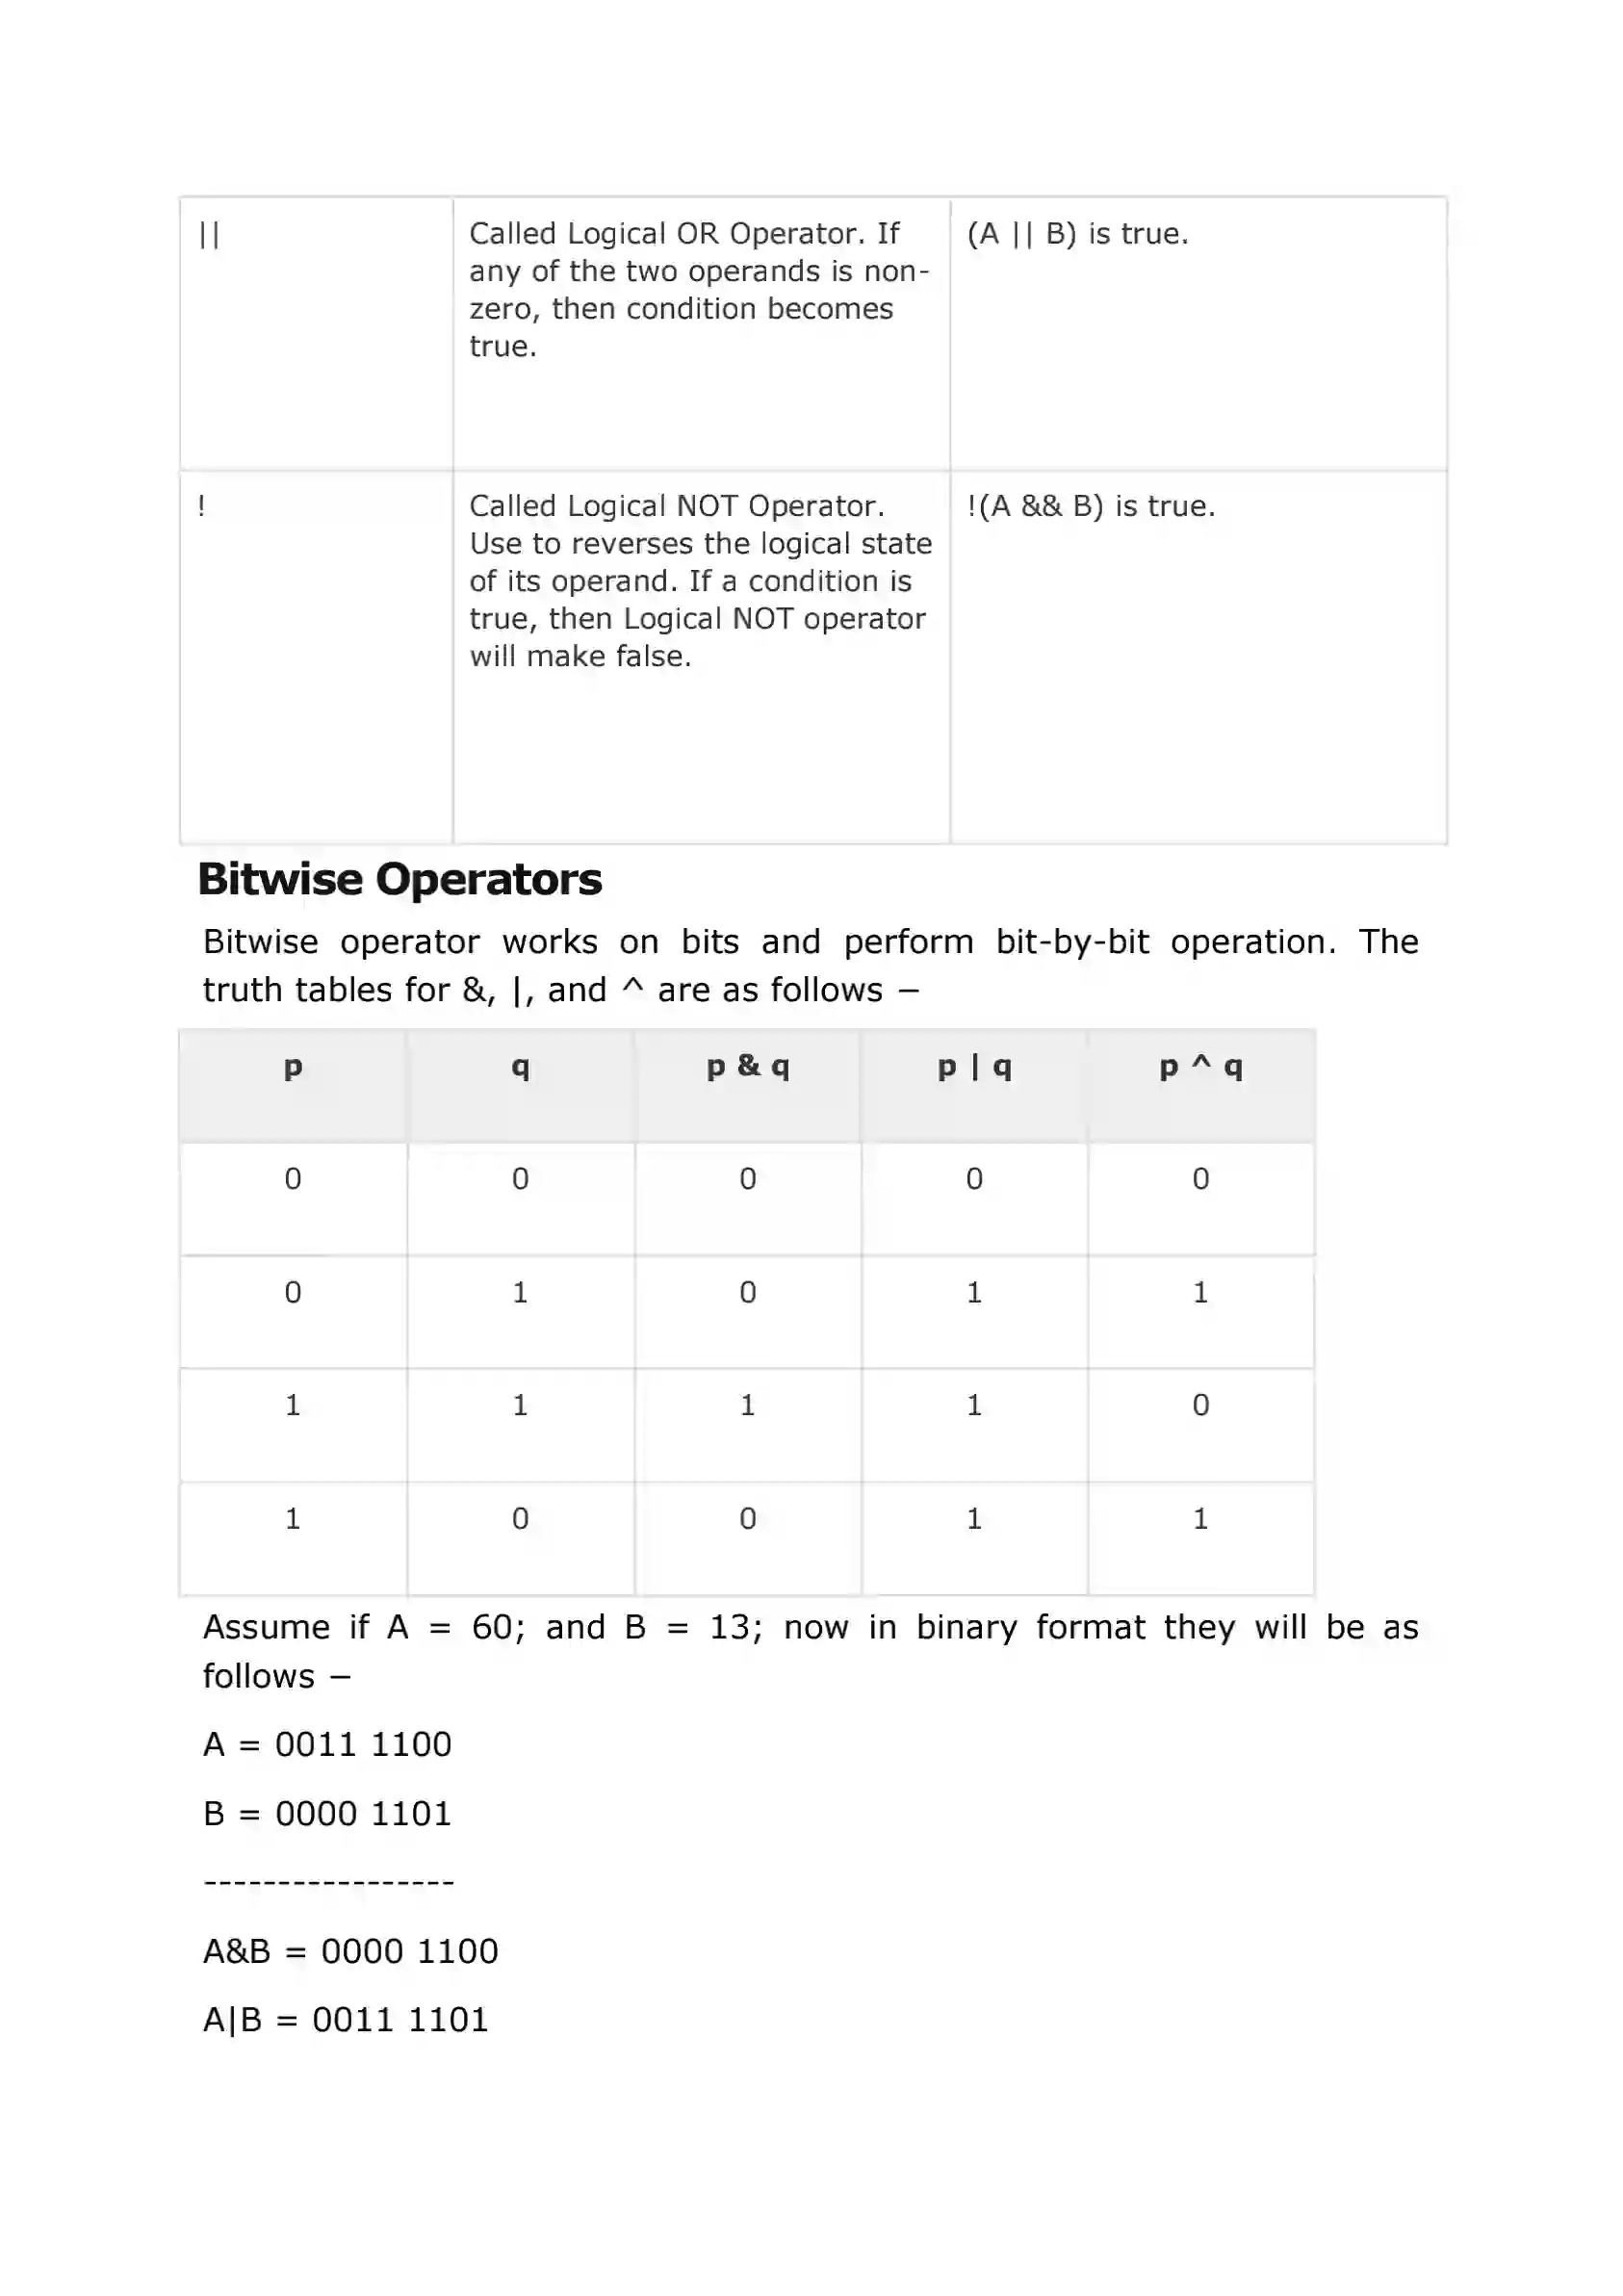 || Called Logical OR Operator. If (A || B) is true.
any of the two operands is non-
zero, then condition becomes
true.
! Called Logical NOT Operator. !(A && B) is true.
Use to reverses the logical state
of its operand. If a condition is
true, then Logical NOT operator
will make false.
Bitwise Operators
Bitwise operator works on bits and perform bit-by-bit operation. The
truth tables for &, |, and ^ are as follows −
p q p & q p | q p ^ q
0 0 0 0 0
0 1 0 1 1
1 1 1 1 0
1 0 0 1 1
Assume if A = 60; and B = 13; now in binary format they will be as
follows −
A = 0011 1100
B = 0000 1101
-----------------
A&B = 0000 1100
A|B = 0011 1101